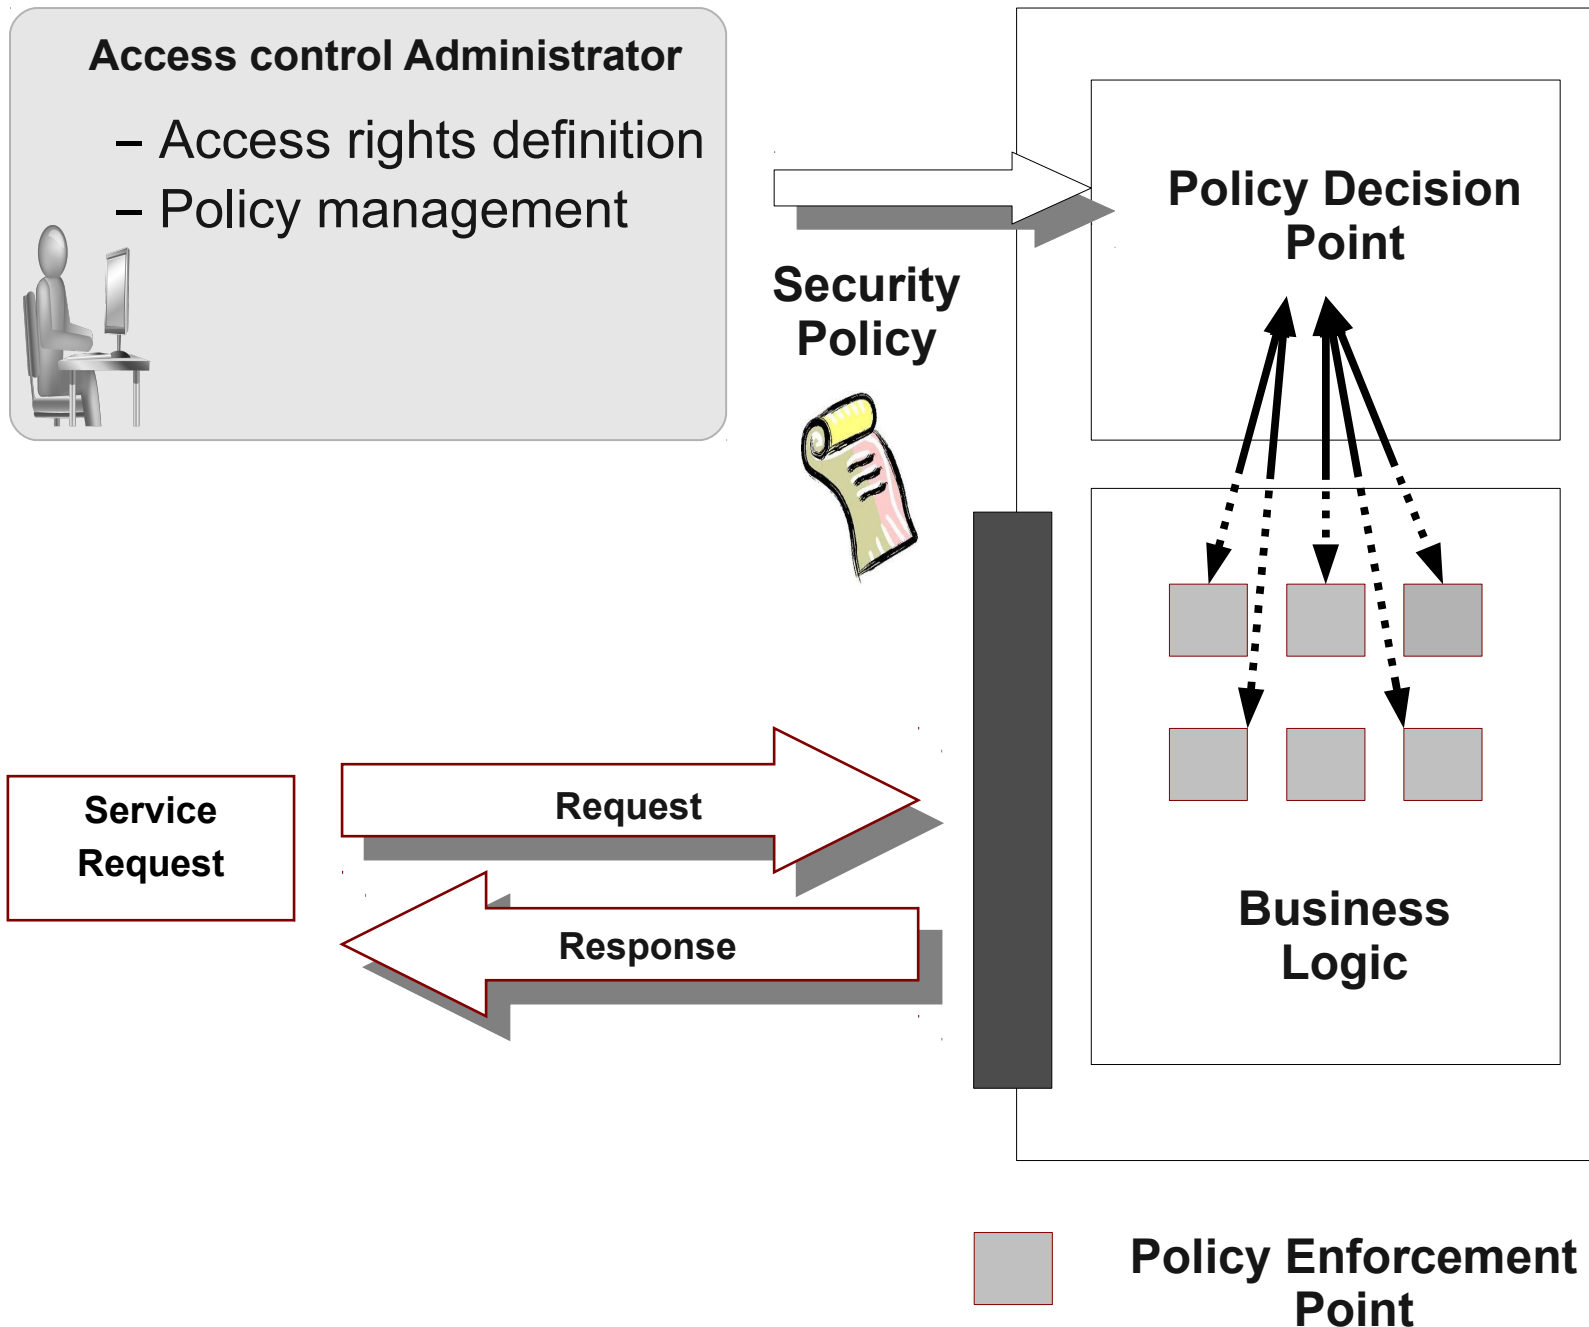 Access control Administrator
– Access rights definition
– Policy management
Security
Policy
Policy Decision
Point
Service
Request
Request
Response
Business
Logic
Policy Enforcement
Point